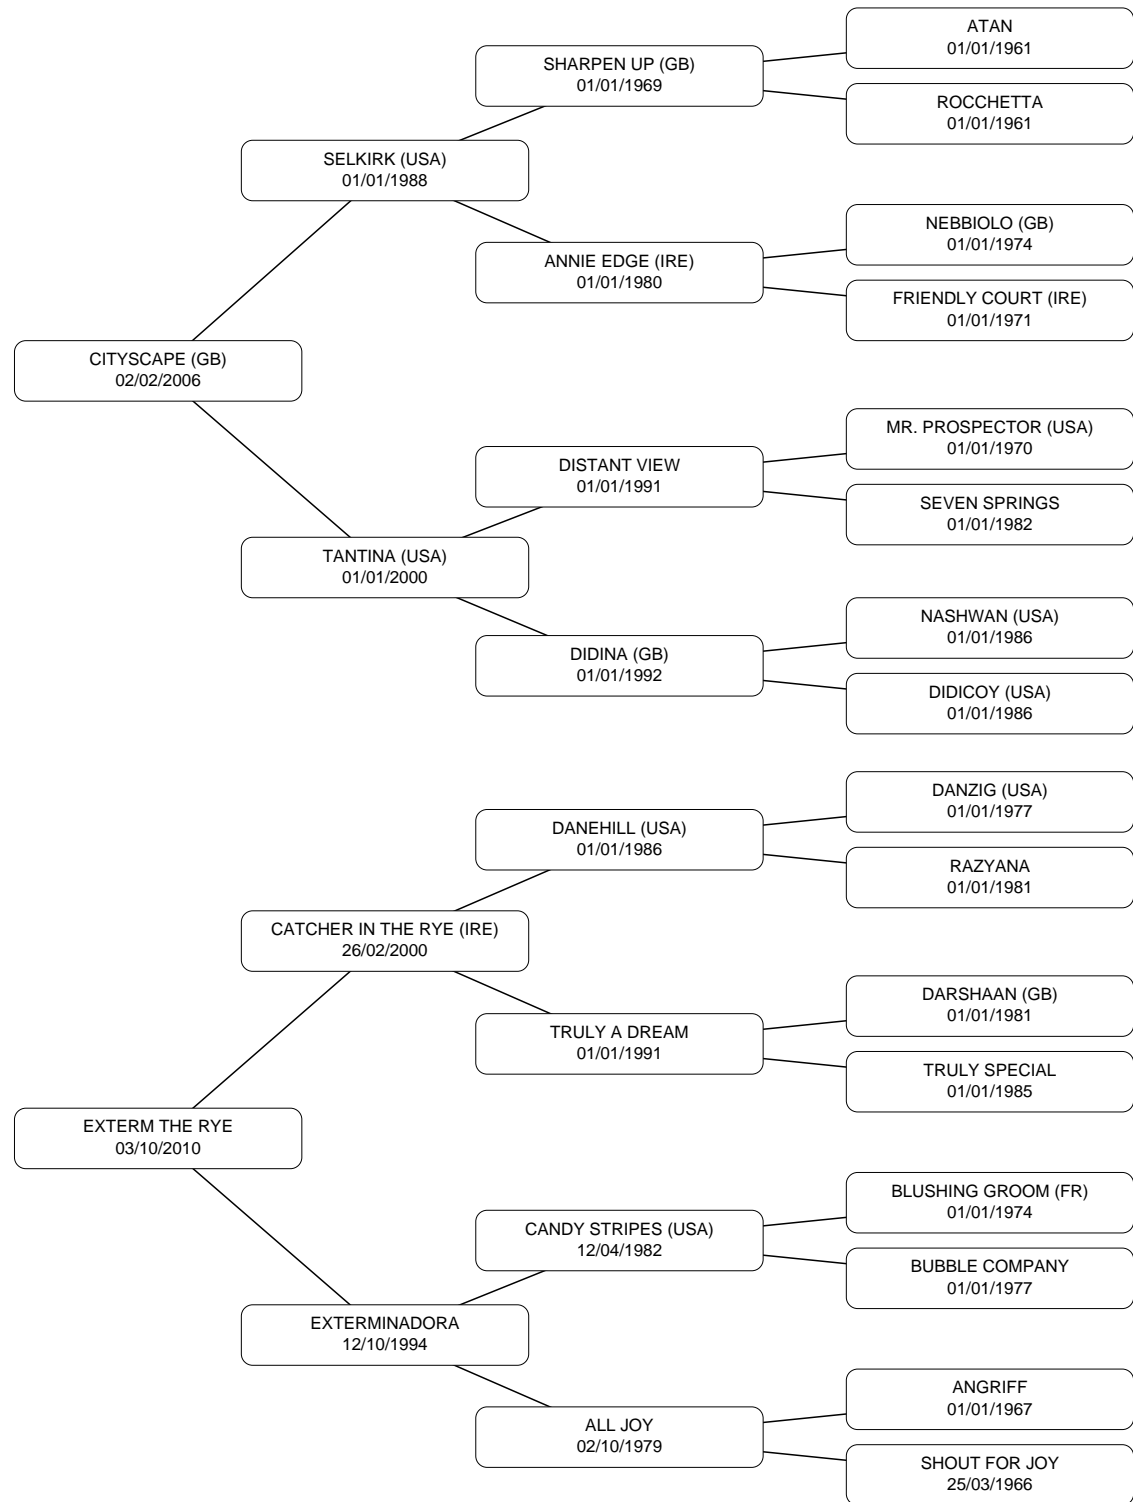 ATAN
01/01/1961
SHARPEN UP (GB)
01/01/1969
ROCCHETTA
01/01/1961
SELKIRK (USA)
01/01/1988
NEBBIOLO (GB)
01/01/1974
ANNIE EDGE (IRE)
01/01/1980
FRIENDLY COURT (IRE)
01/01/1971
CITYSCAPE (GB)
02/02/2006
MR. PROSPECTOR (USA)
01/01/1970
DISTANT VIEW
01/01/1991
SEVEN SPRINGS
01/01/1982
TANTINA (USA)
01/01/2000
NASHWAN (USA)
01/01/1986
DIDINA (GB)
01/01/1992
DIDICOY (USA)
01/01/1986
DANZIG (USA)
01/01/1977
DANEHILL (USA)
01/01/1986
RAZYANA
01/01/1981
CATCHER IN THE RYE (IRE)
26/02/2000
DARSHAAN (GB)
01/01/1981
TRULY A DREAM
01/01/1991
TRULY SPECIAL
01/01/1985
EXTERM THE RYE
03/10/2010
BLUSHING GROOM (FR)
01/01/1974
CANDY STRIPES (USA)
12/04/1982
BUBBLE COMPANY
01/01/1977
EXTERMINADORA
12/10/1994
ANGRIFF
01/01/1967
ALL JOY
02/10/1979
SHOUT FOR JOY
25/03/1966